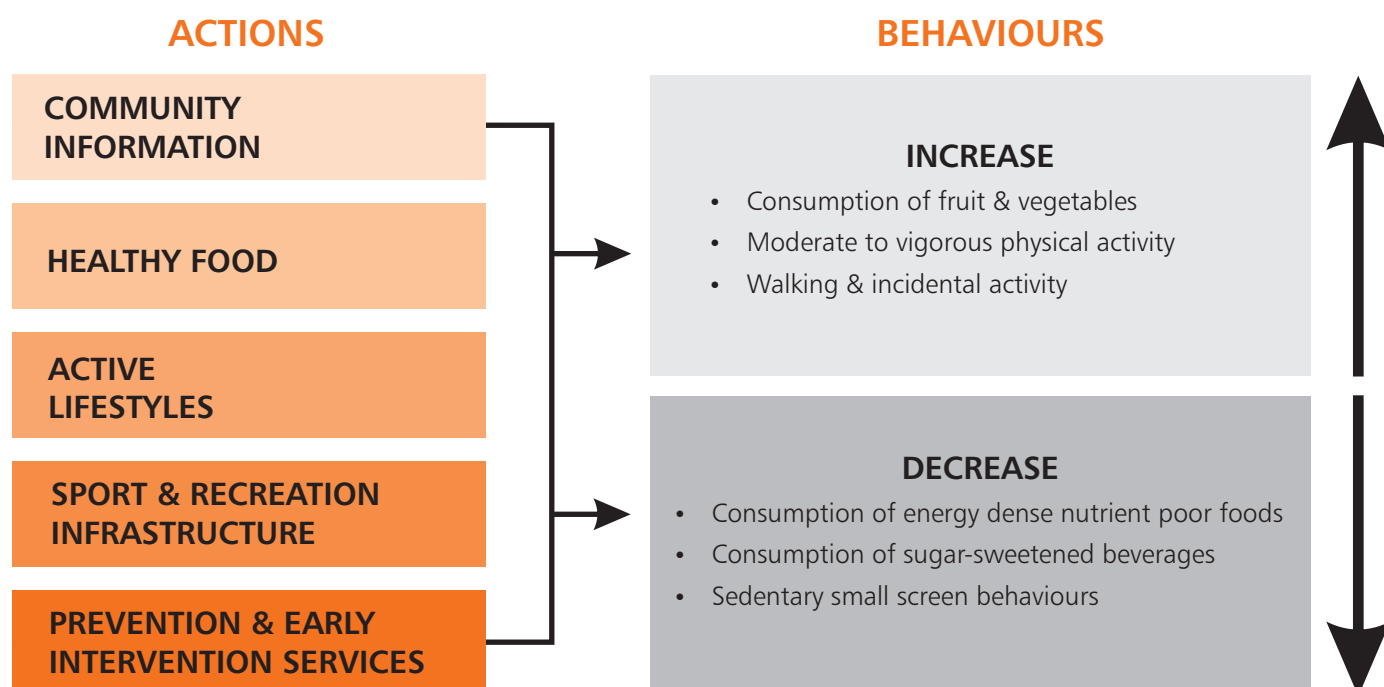 ACTIONS
COMMUNITY
INFORMATION
HEALTHY FOOD
ACTIVE
LIFESTYLES
SPORT & RECREATION
INFRASTRUCTURE
PREVENTION & EARLY
INTERVENTION SERVICES
BEHAVIOURS
INCREASE
• Consumption of fruit & vegetables
• Moderate to vigorous physical activity
• Walking & incidental activity
DECREASE
• Consumption of energy dense nutrient poor foods
• Consumption of sugar-sweetened beverages
• Sedentary small screen behaviours